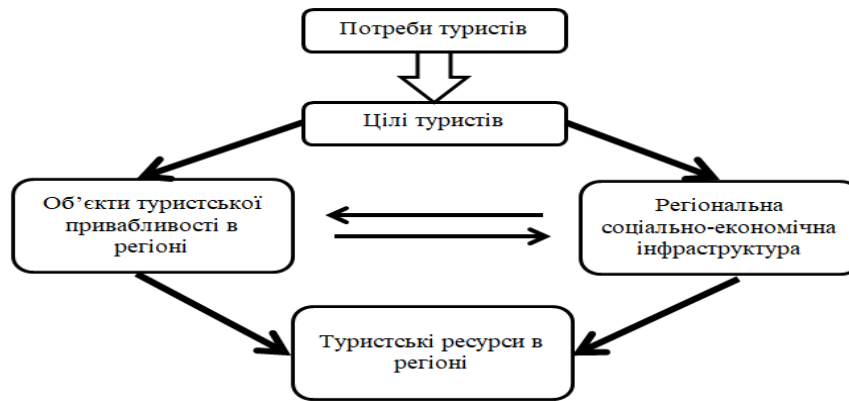 Потреби туристів
Цілі туристів
Об’єкти туристської
привабливості в
регіоні
Регіональна
соціально-економічна
інфраструктура
Туристські ресурси в
регіоні